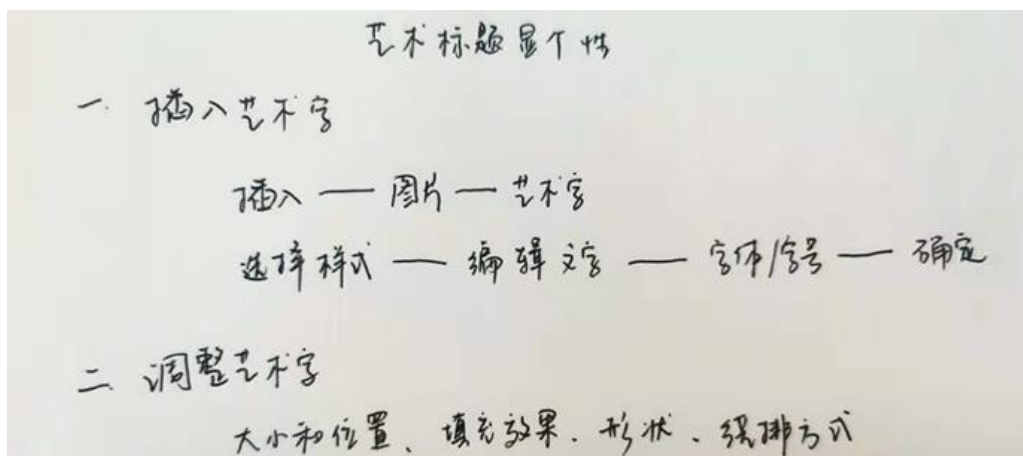 艺术标题显个性
一. 插入艺术字
插入 — 图片 — 艺术字
选择样式 — 编辑文字 — 字体/字号 — 确定
二. 调整艺术字
大小和位置、填充效果、形状、绕排方式